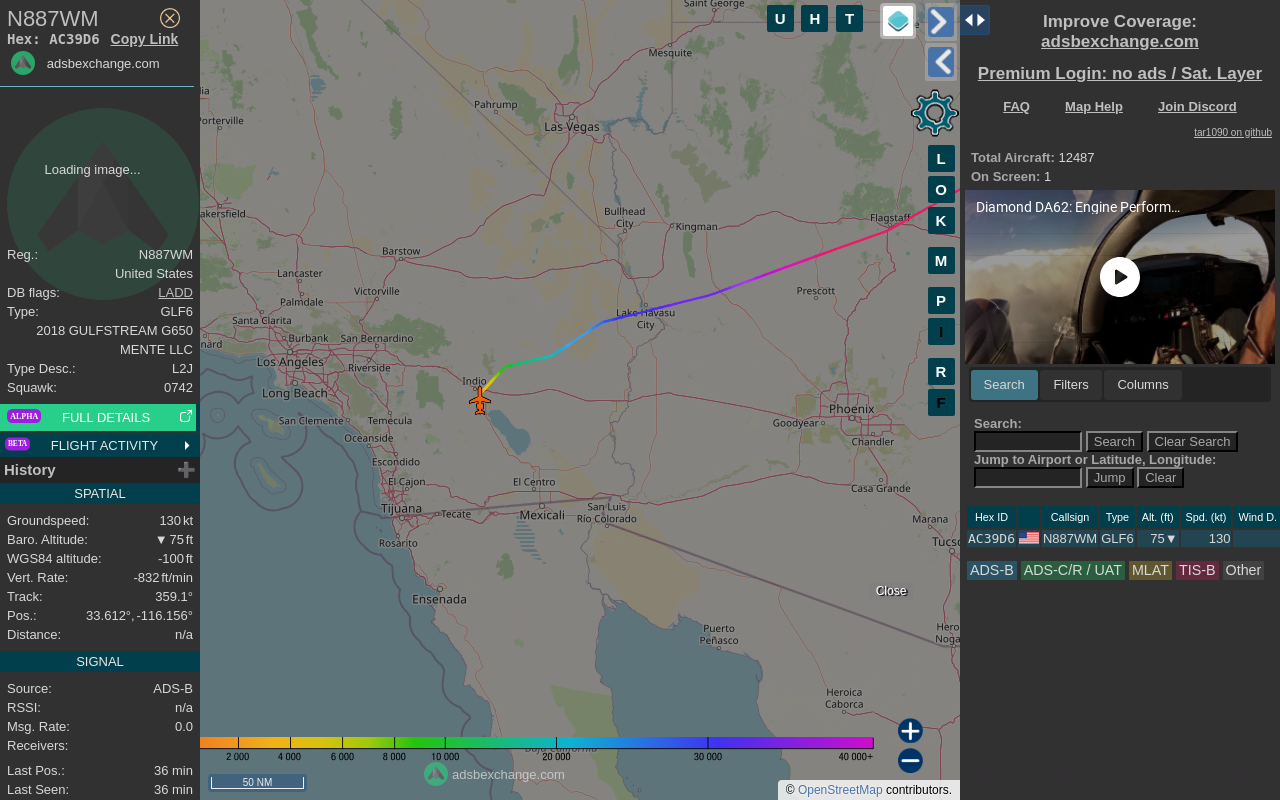 N887WM
Hex: AC39D6 Copy Link
adsbexchange.com
Loading image...
Reg.: N887WM
United States
DB flags: LADD
Type: GLF6
2018 GULFSTREAM G650
MENTE LLC
Type Desc.: L2J
Squawk: 0742
ALPHA FULL DETAILS
BETA FLIGHT ACTIVITY
History
SPATIAL
Groundspeed: 130 kt
Baro. Altitude: ▼ 75 ft
WGS84 altitude: -100 ft
Vert. Rate: -832 ft/min
Track: 359.1°
Pos.: 33.612°, -116.156°
Distance: n/a
SIGNAL
Source: ADS-B
RSSI: n/a
Msg. Rate: 0.0
Receivers:
Last Pos.: 36 min
Last Seen: 36 min
Saint George
Mesquite
Pahrump
Las Vegas
lia
Porterville
akersfield
Bullhead
City
Kingman
Flagstaff
Barstow
Lancaster
Palmdale
Victorville
Prescott
Santa Clarita
Lake Havasu
City
nard
Burbank
San Bernardino
Los Angeles
Riverside
Indio
Long Beach
San Clemente
Temecula
Phoenix
Goodyear
Oceanside
Chandler
Escondido
El Cajon
El Centro
Casa Grande
Tijuana
Tecate
Mexicali
San Luis
Río Colorado
Marana
Rosarito
Tucso
Ensenada
Close
Puerto
Peñasco
Hero
Noga
Heroica
Caborca
Baja California
U H T
L
O
K
M
P
I
R
F
2 000 4 000 6 000 8 000 10 000 20 000 30 000 40 000+
adsbexchange.com
50 NM
© OpenStreetMap contributors.
Improve Coverage:
adsbexchange.com
Premium Login: no ads / Sat. Layer
FAQ Map Help Join Discord
tar1090 on github
Total Aircraft: 12487
On Screen: 1
Diamond DA62: Engine Perform...
Search Filters Columns
Search:
Search Clear Search
Jump to Airport or Latitude, Longitude:
Jump Clear
Hex ID Callsign Type Alt. (ft) Spd. (kt) Wind D.
AC39D6 N887WM GLF6 75▼ 130
ADS-B ADS-C/R / UAT MLAT TIS-B Other